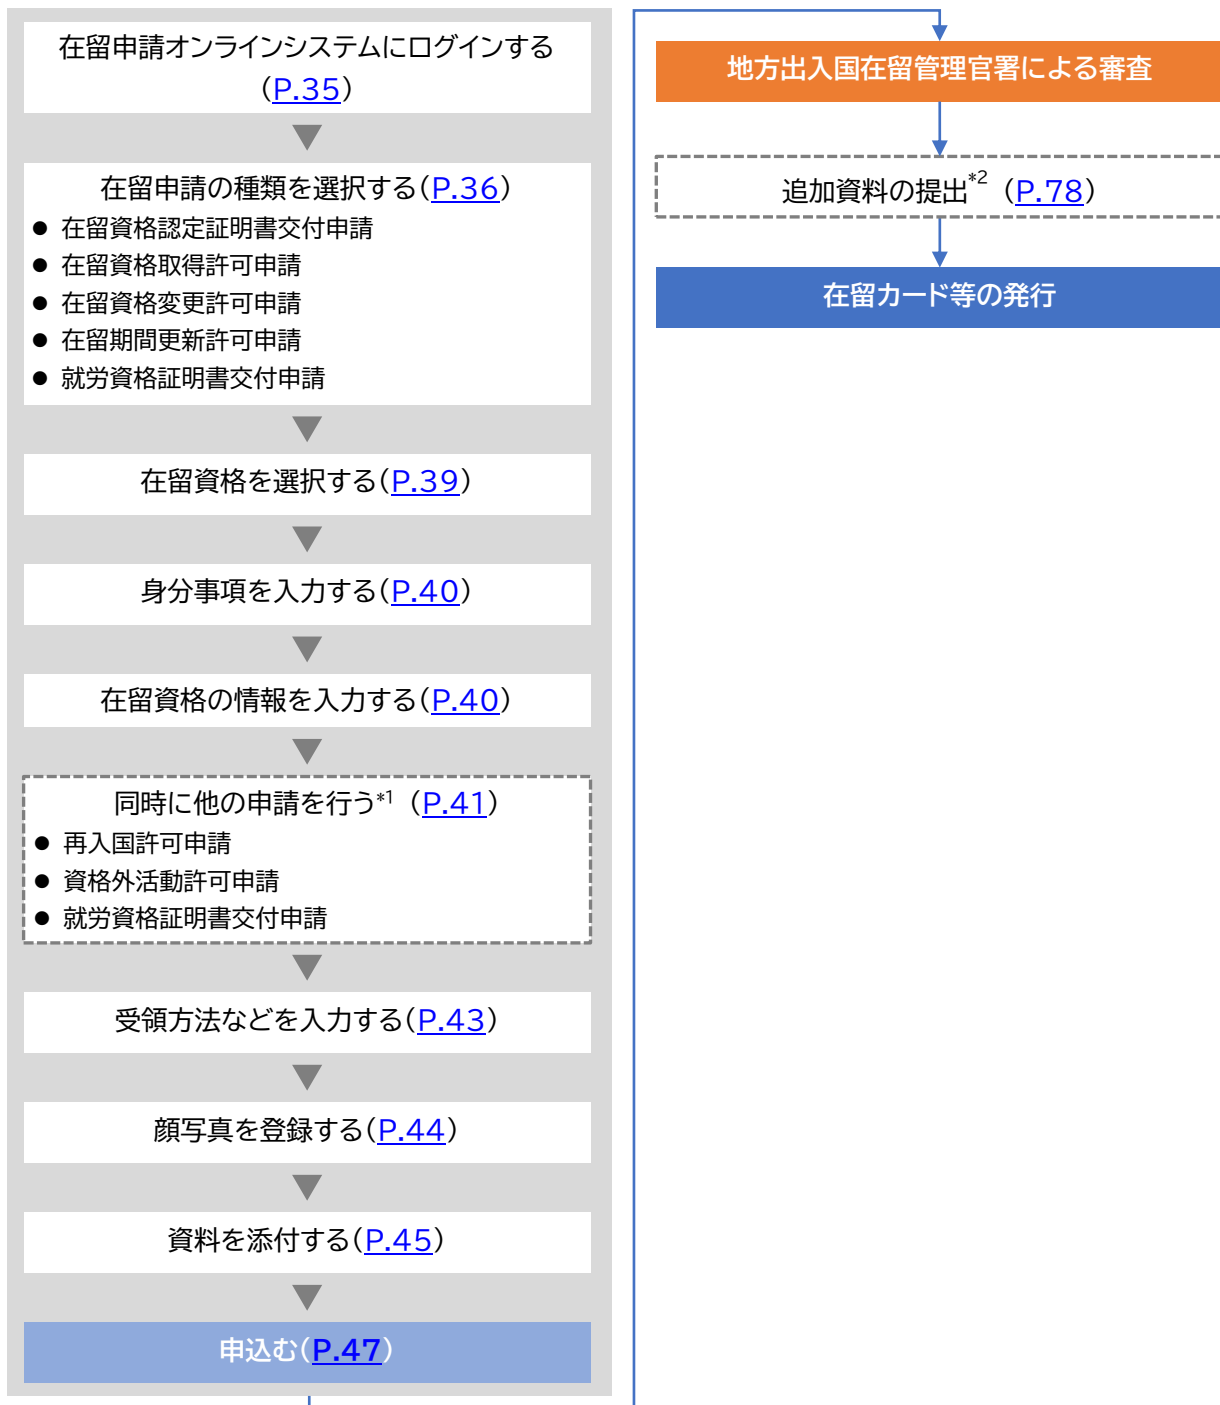 在留申請オンラインシステムにログインする
(P.35)
在留申請の種類を選択する(P.36)
● 在留資格認定証明書交付申請
● 在留資格取得許可申請
● 在留資格変更許可申請
● 在留期間更新許可申請
● 就労資格証明書交付申請
在留資格を選択する(P.39)
身分事項を入力する(P.40)
在留資格の情報を入力する(P.40)
同時に他の申請を行う*1 (P.41)
● 再入国許可申請
● 資格外活動許可申請
● 就労資格証明書交付申請
受領方法などを入力する(P.43)
顔写真を登録する(P.44)
資料を添付する(P.45)
申込む(P.47)
地方出入国在留管理官署による審査
追加資料の提出*2 (P.78)
在留カード等の発行